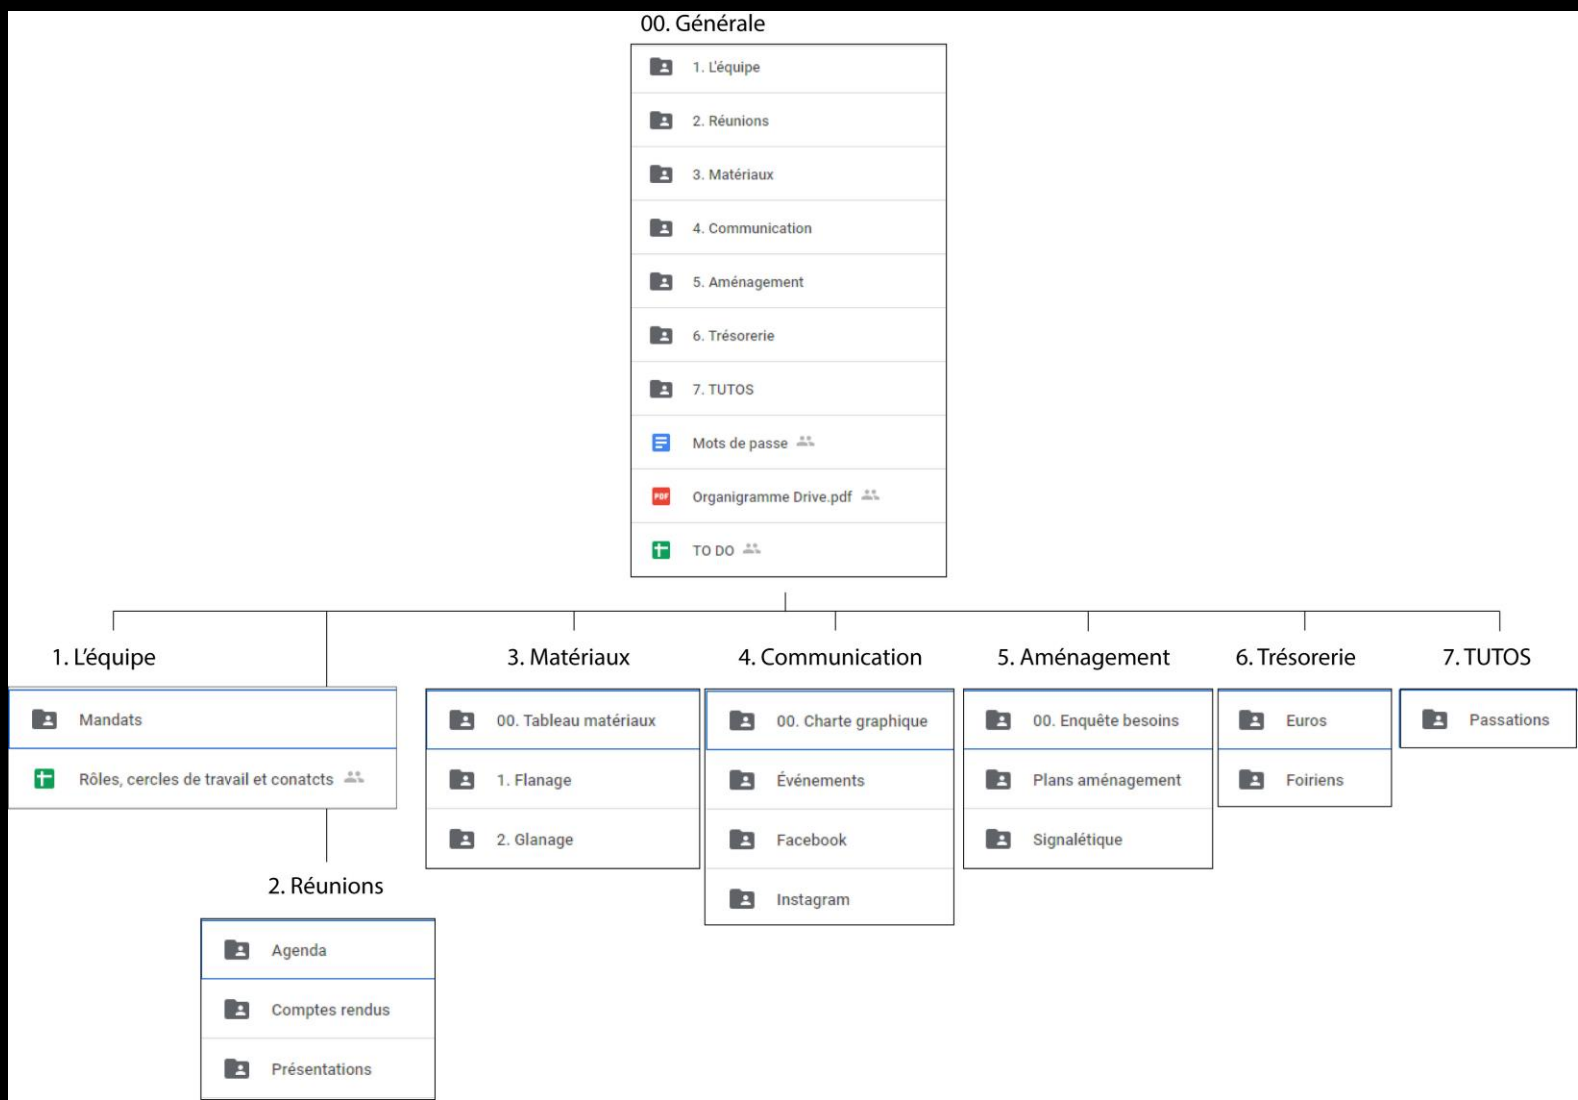 00. Générale
1. L'équipe
2. Réunions
3. Matériaux
4. Communication
5. Aménagement
6. Trésorerie
7. TUTOS
Mots de passe
PDF Organigramme Drive.pdf
TO DO
1. L'équipe
Mandats
Rôles, cercles de travail et conatcts
2. Réunions
Agenda
Comptes rendus
Présentations
3. Matériaux
00. Tableau matériaux
1. Flanage
2. Glanage
4. Communication
00. Charte graphique
Événements
Facebook
Instagram
5. Aménagement
00. Enquête besoins
Plans aménagement
Signalétique
6. Trésorerie
Euros
Foiriens
7. TUTOS
Passations